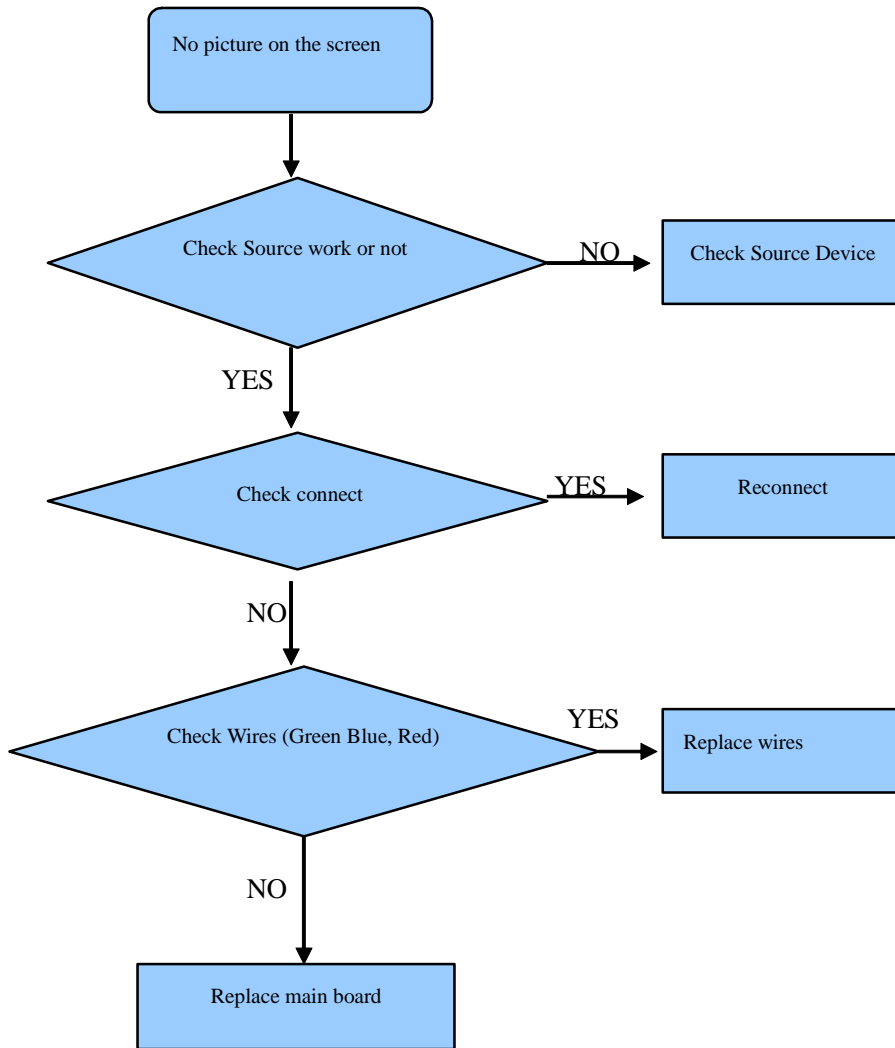 No picture on the screen
Check Source work or not
NO
Check Source Device
YES
Check connect
YES
Reconnect
NO
Check Wires (Green Blue, Red)
YES
Replace wires
NO
Replace main board